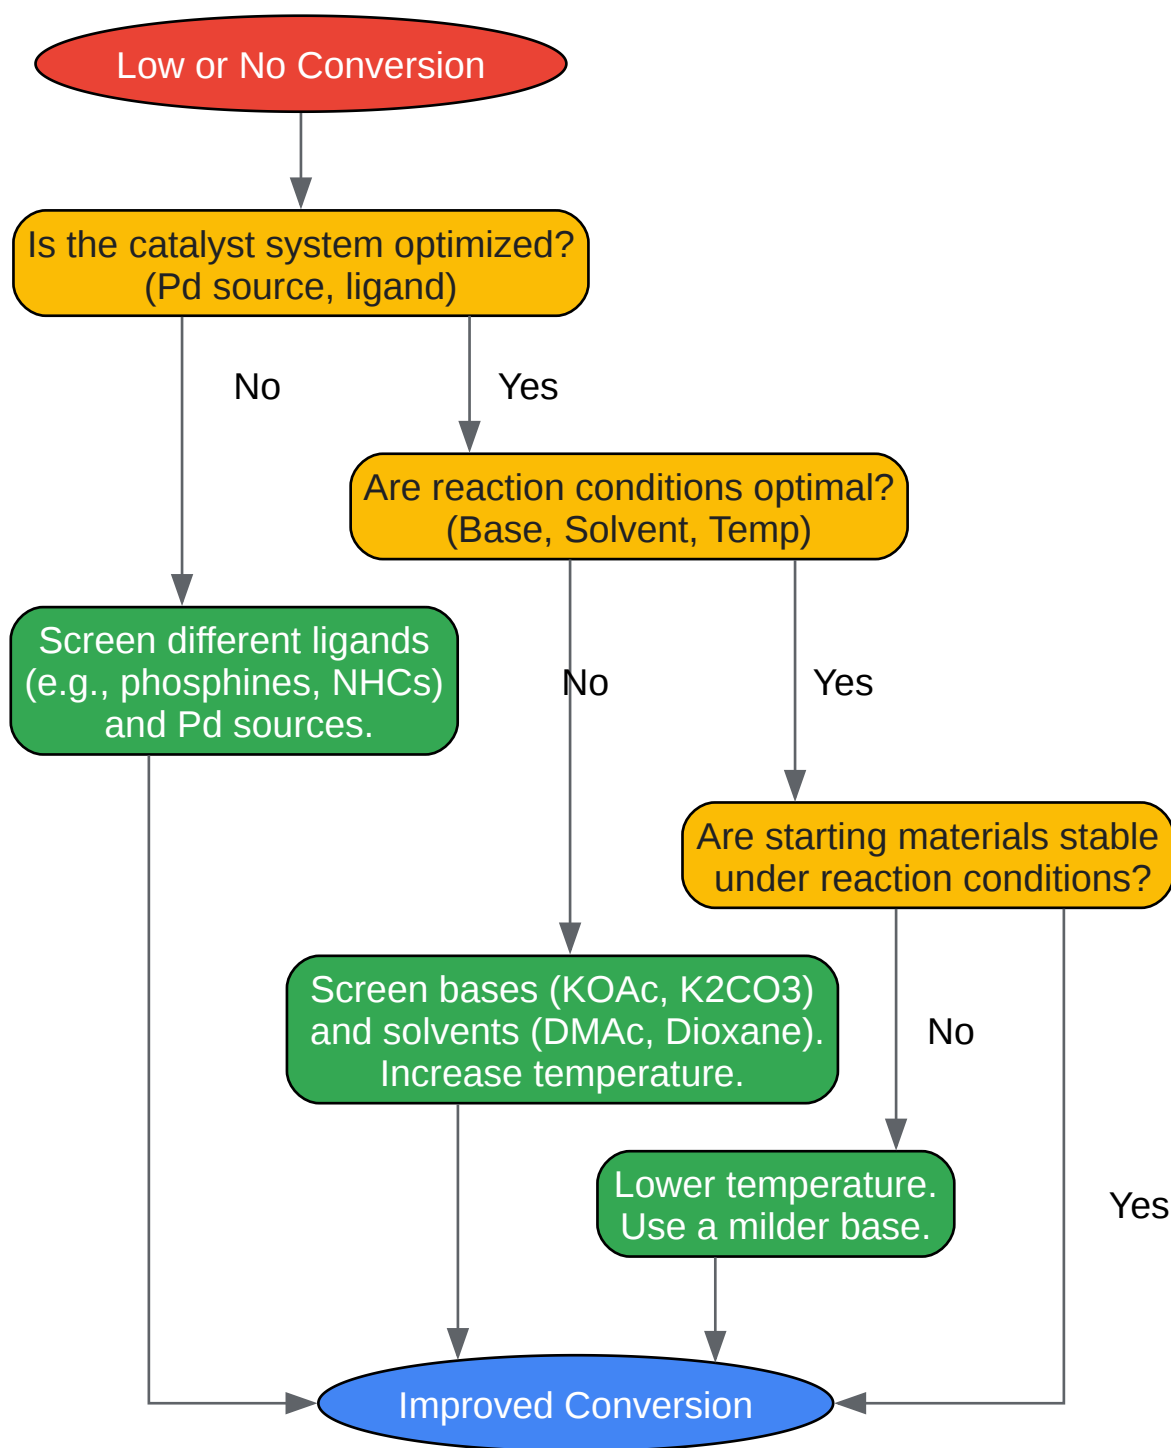 Low or No Conversion
Is the catalyst system optimized?
(Pd source, ligand)
No
Yes
Are reaction conditions optimal?
(Base, Solvent, Temp)
Screen different ligands
(e.g., phosphines, NHCs)
and Pd sources.
No
Yes
Are starting materials stable
under reaction conditions?
Screen bases (KOAc, K2CO3)
and solvents (DMAc, Dioxane).
Increase temperature.
No
Lower temperature.
Use a milder base.
Yes
Improved Conversion